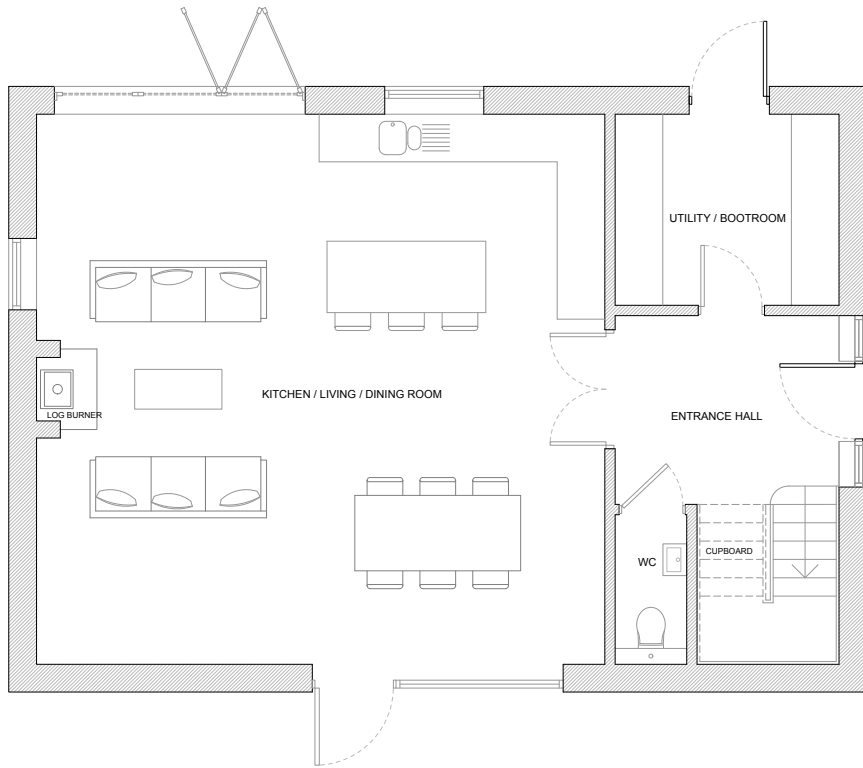 UTILITY / BOOTROOM
KITCHEN / LIVING / DINING ROOM
LOG BURNER
ENTRANCE HALL
CUPBOARD
WC